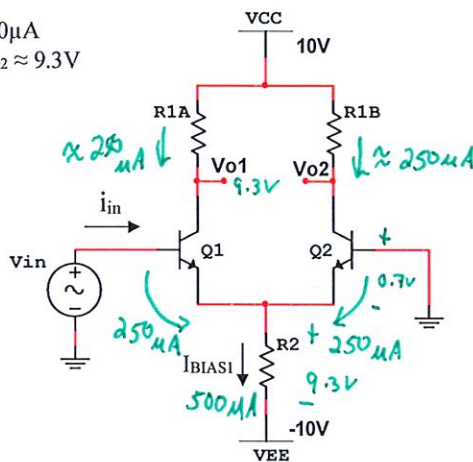 0μA
₂ ≈ 9.3V
VCC
10V
R1A
R1B
≈ 250 μA
Vo1
9.3V
Vo2
≈ 250μA
iin
Vin
Q1
Q2
+
0.7V
-
+
~
-
250μA
IBIAS1
R2
+
250μA
9.3V
-
500μA
-10V
VEE